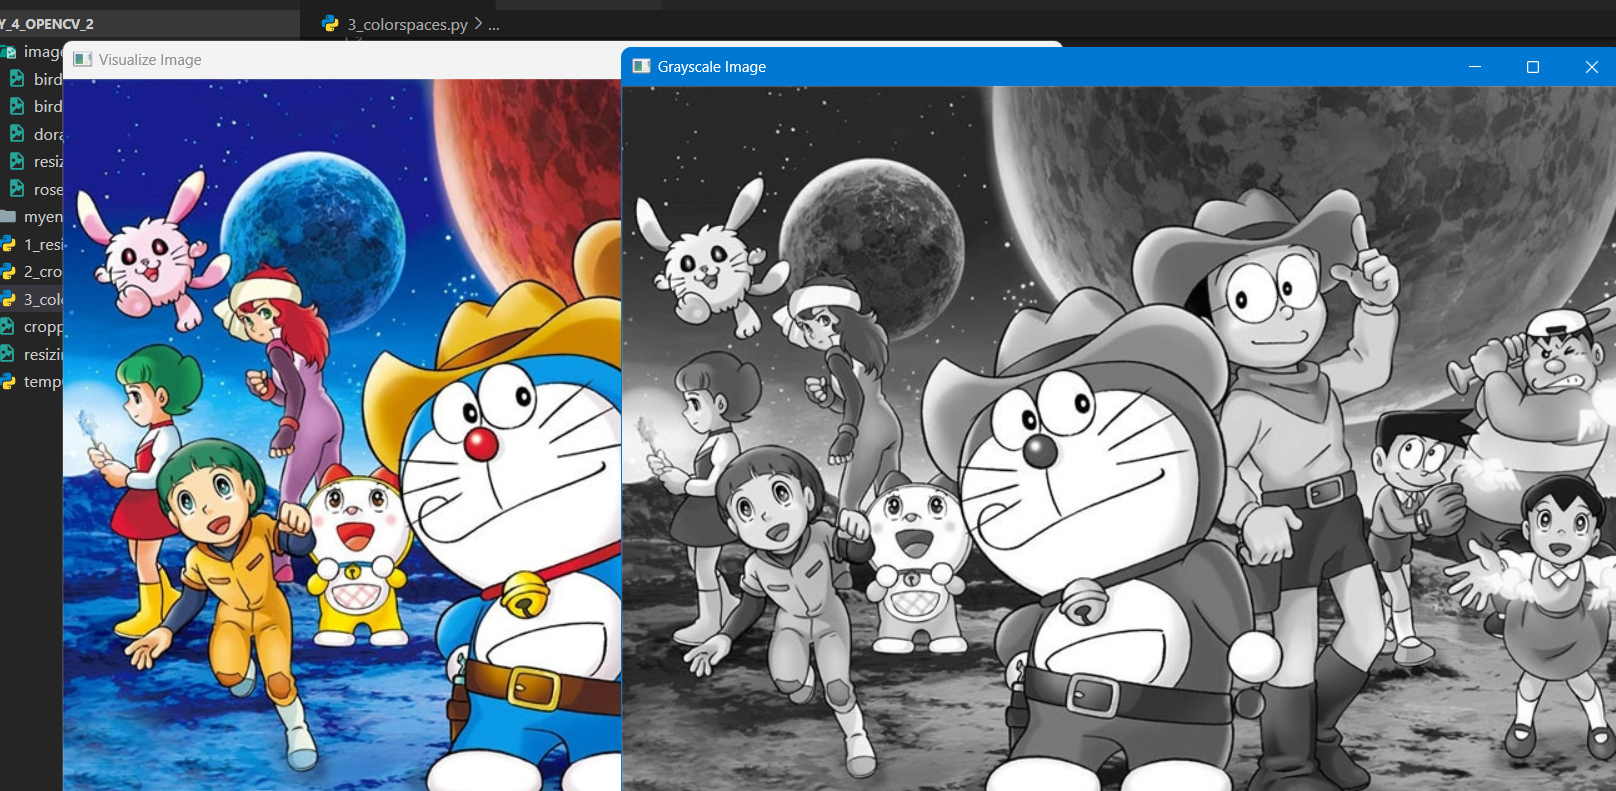 Y_4_OPENCV_2
3_colorspaces.py > ...
image
bird
bird
dora
resiz
rose
myen
1_resi
2_cro
3_colo
cropp
resizi
temp
Visualize Image
Grayscale Image